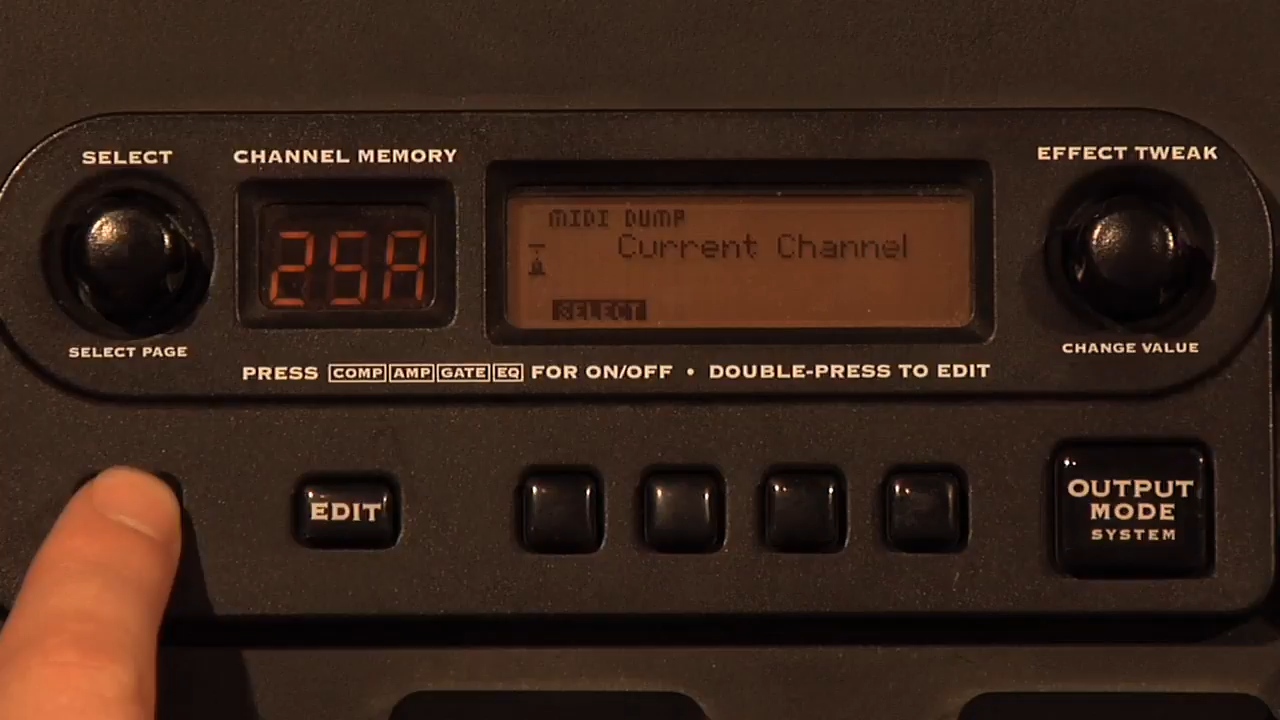 SELECT
CHANNEL MEMORY
EFFECT TWEAK
25A
MIDI DUMP
Current Channel
SELECT
SELECT PAGE
CHANGE VALUE
PRESS COMP AMP GATE EQ FOR ON/OFF • DOUBLE-PRESS TO EDIT
EDIT
OUTPUT
MODE
SYSTEM